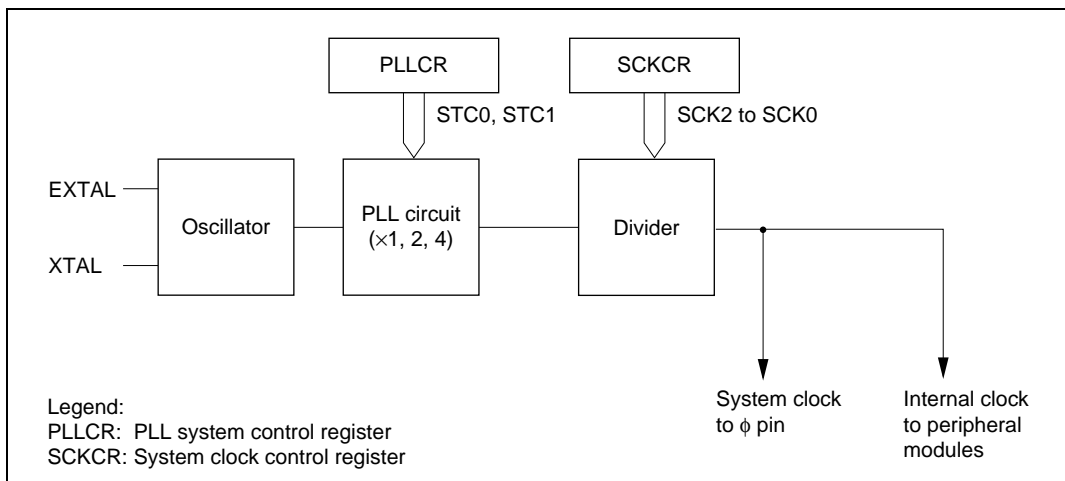 PLLCR
SCKCR
STC0, STC1
SCK2 to SCK0
EXTAL
XTAL
Oscillator
PLL circuit
(×1, 2, 4)
Divider
System clock
to ϕ pin
Internal clock
to peripheral
modules
Legend:
PLLCR: PLL system control register
SCKCR: System clock control register